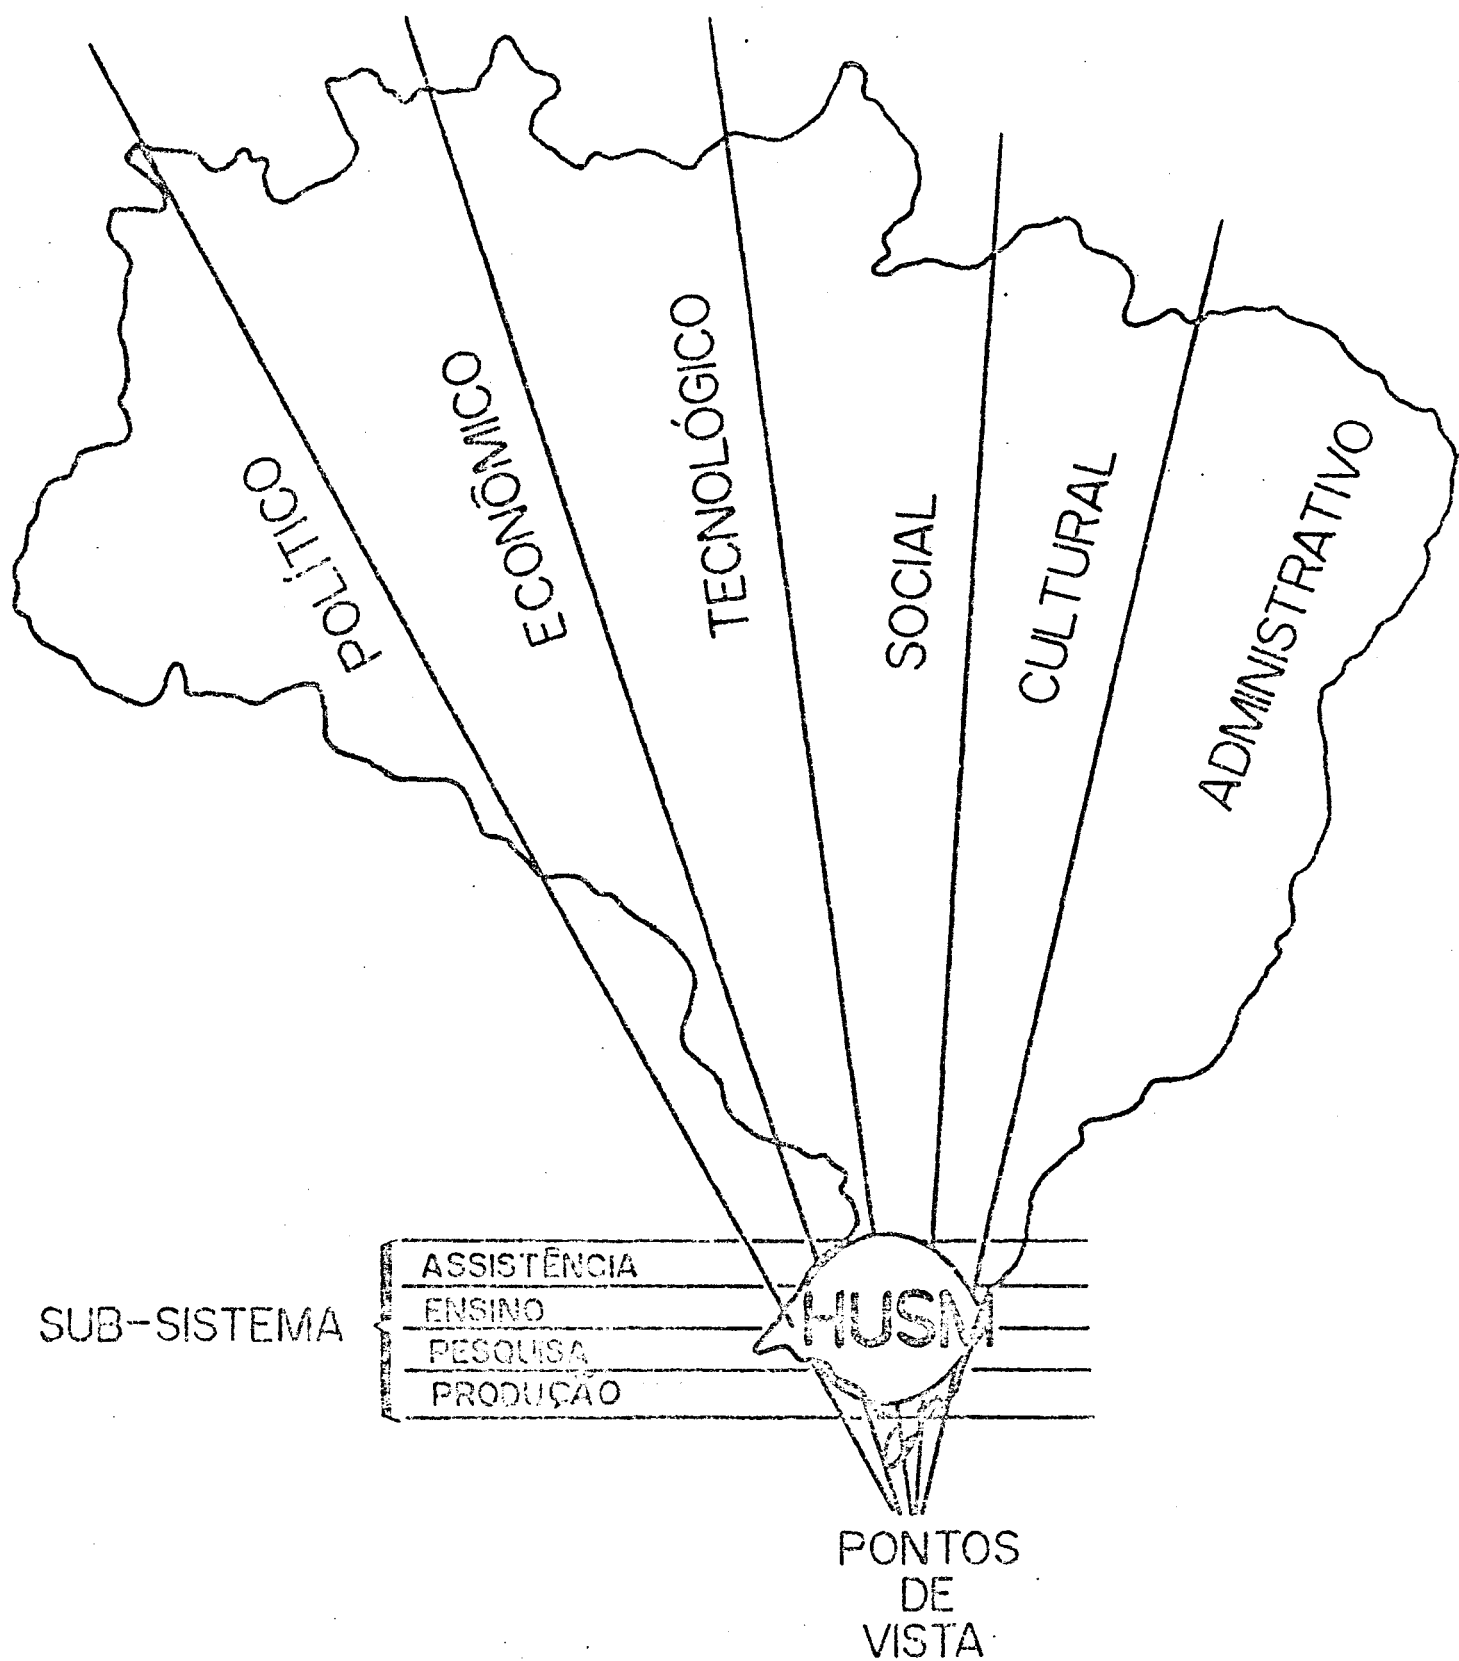 POLÍTICO
ECONÔMICO
TECNOLÓGICO
SOCIAL
CULTURAL
ADMINISTRATIVO
SUB-SISTEMA
ASSISTÊNCIA
ENSINO
PESQUISA
PRODUÇÃO
HUSM
PONTOS
DE
VISTA